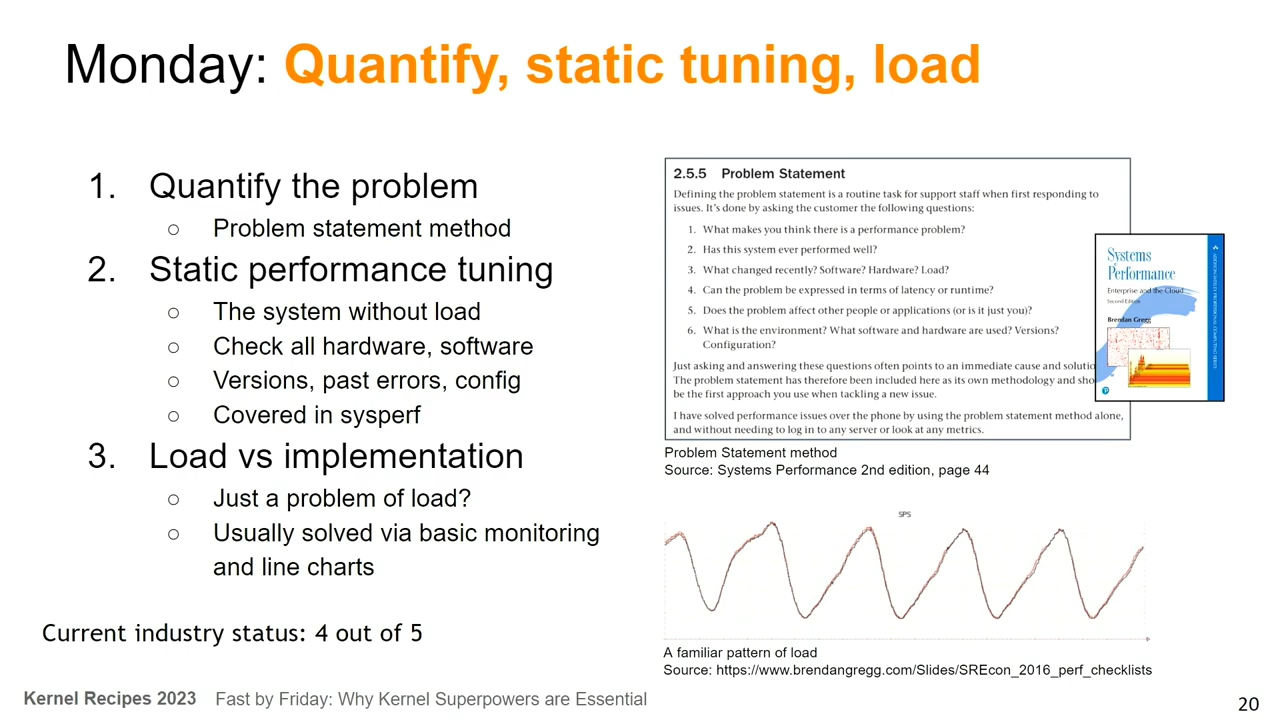 Monday: Quantify, static tuning, load
1. Quantify the problem
○ Problem statement method
2. Static performance tuning
○ The system without load
○ Check all hardware, software
○ Versions, past errors, config
○ Covered in sysperf
3. Load vs implementation
○ Just a problem of load?
○ Usually solved via basic monitoring
and line charts
Current industry status: 4 out of 5
2.5.5 Problem Statement
Defining the problem statement is a routine task for support staff when first responding to
issues. It's done by asking the customer the following questions:
1. What makes you think there is a performance problem?
2. Has this system ever performed well?
3. What changed recently? Software? Hardware? Load?
4. Can the problem be expressed in terms of latency or runtime?
5. Does the problem affect other people or applications (or is it just you)?
6. What is the environment? What software and hardware are used? Versions?
Configuration?
Just asking and answering these questions often points to an immediate cause and solutio
The problem statement has therefore been included here as its own methodology and sho
be the first approach you use when tackling a new issue.
I have solved performance issues over the phone by using the problem statement method alone,
and without needing to log in to any server or look at any metrics.
Systems
Performance
Enterprise and the Cloud
Second Edition
Brendan Gregg
Problem Statement method
Source: Systems Performance 2nd edition, page 44
SPS
A familiar pattern of load
Source: https://www.brendangregg.com/Slides/SREcon_2016_perf_checklists
Kernel Recipes 2023 Fast by Friday: Why Kernel Superpowers are Essential
20